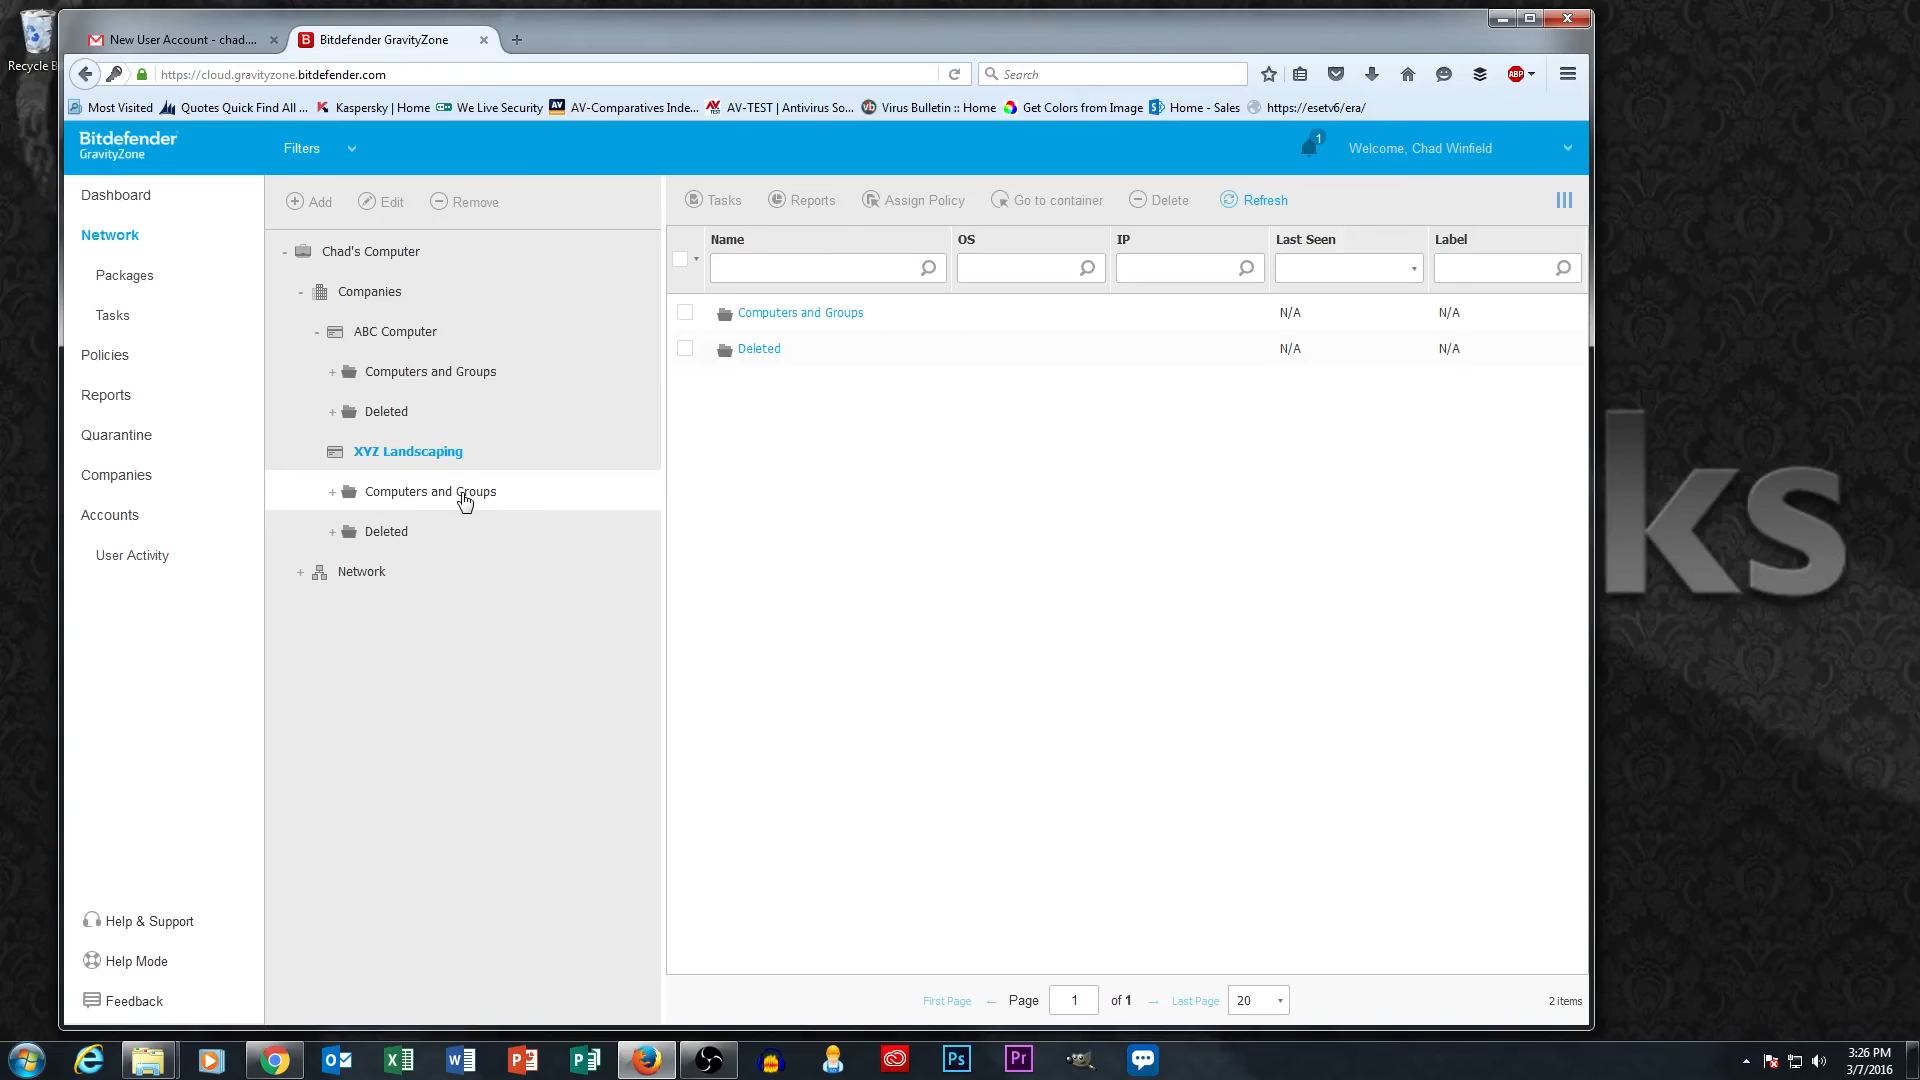 Recycle B
New User Account - chad....
Bitdefender GravityZone
https://cloud.gravityzone.bitdefender.com
Search
ABP
Most Visited
Quotes Quick Find All ...
Kaspersky | Home
We Live Security
AV-Comparatives Inde...
AV-TEST | Antivirus So...
Virus Bulletin :: Home
Get Colors from Image
Home - Sales
https://esetv6/era/
Bitdefender
GravityZone
Filters
1
Welcome, Chad Winfield
Dashboard
Network
Packages
Tasks
Policies
Reports
Quarantine
Companies
Accounts
User Activity
Help & Support
Help Mode
Feedback
Add
Edit
Remove
Chad's Computer
Companies
ABC Computer
Computers and Groups
Deleted
XYZ Landscaping
Computers and Groups
Deleted
Network
Tasks
Reports
Assign Policy
Go to container
Delete
Refresh
Name
OS
IP
Last Seen
Label
Computers and Groups
N/A
N/A
Deleted
N/A
N/A
First Page
Page
1
of 1
Last Page
20
2 items
ks
Ps
Pr
3:26 PM
3/7/2016